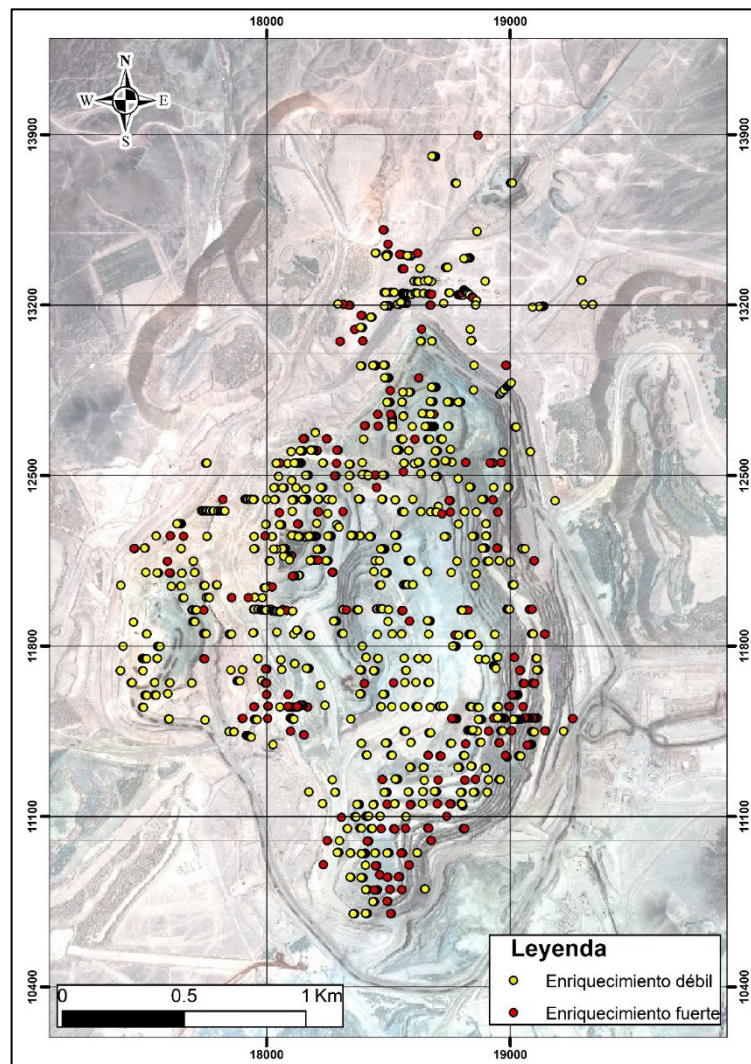 18000 19000
N
W E
S
13900 13900
13200 13200
12500 12500
11800 11800
11100 11100
10400 10400
Leyenda
Enriquecimiento débil
Enriquecimiento fuerte
0 0.5 1 Km
18000 19000